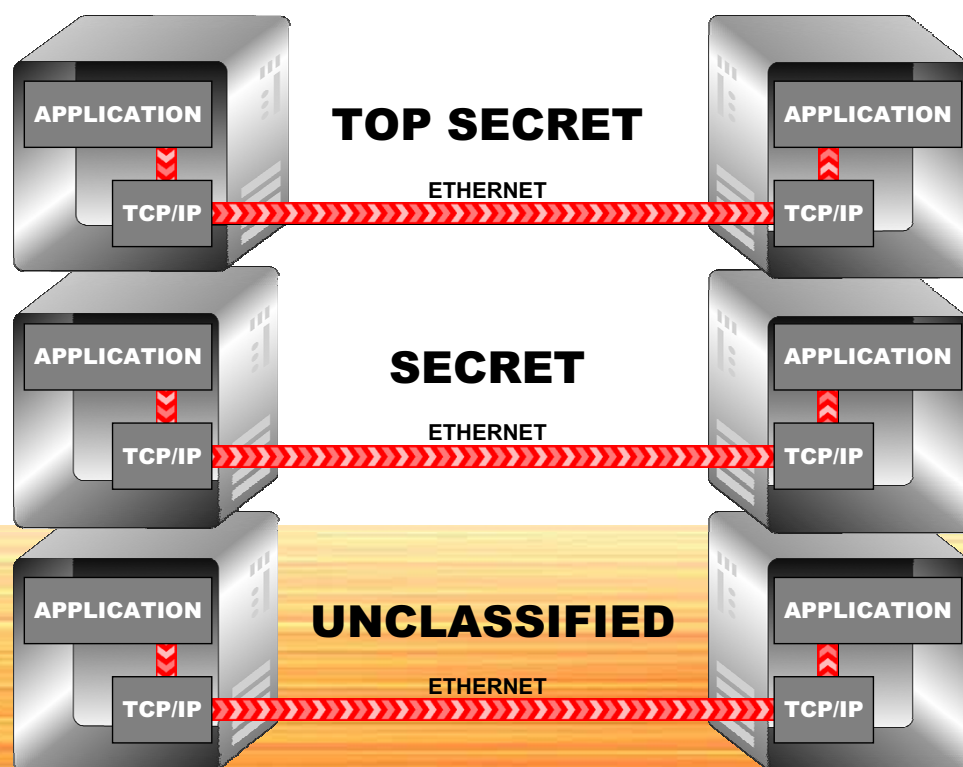 APPLICATION
TOP SECRET
APPLICATION
ETHERNET
TCP/IP
TCP/IP
APPLICATION
SECRET
APPLICATION
ETHERNET
TCP/IP
TCP/IP
APPLICATION
UNCLASSIFIED
APPLICATION
ETHERNET
TCP/IP
TCP/IP